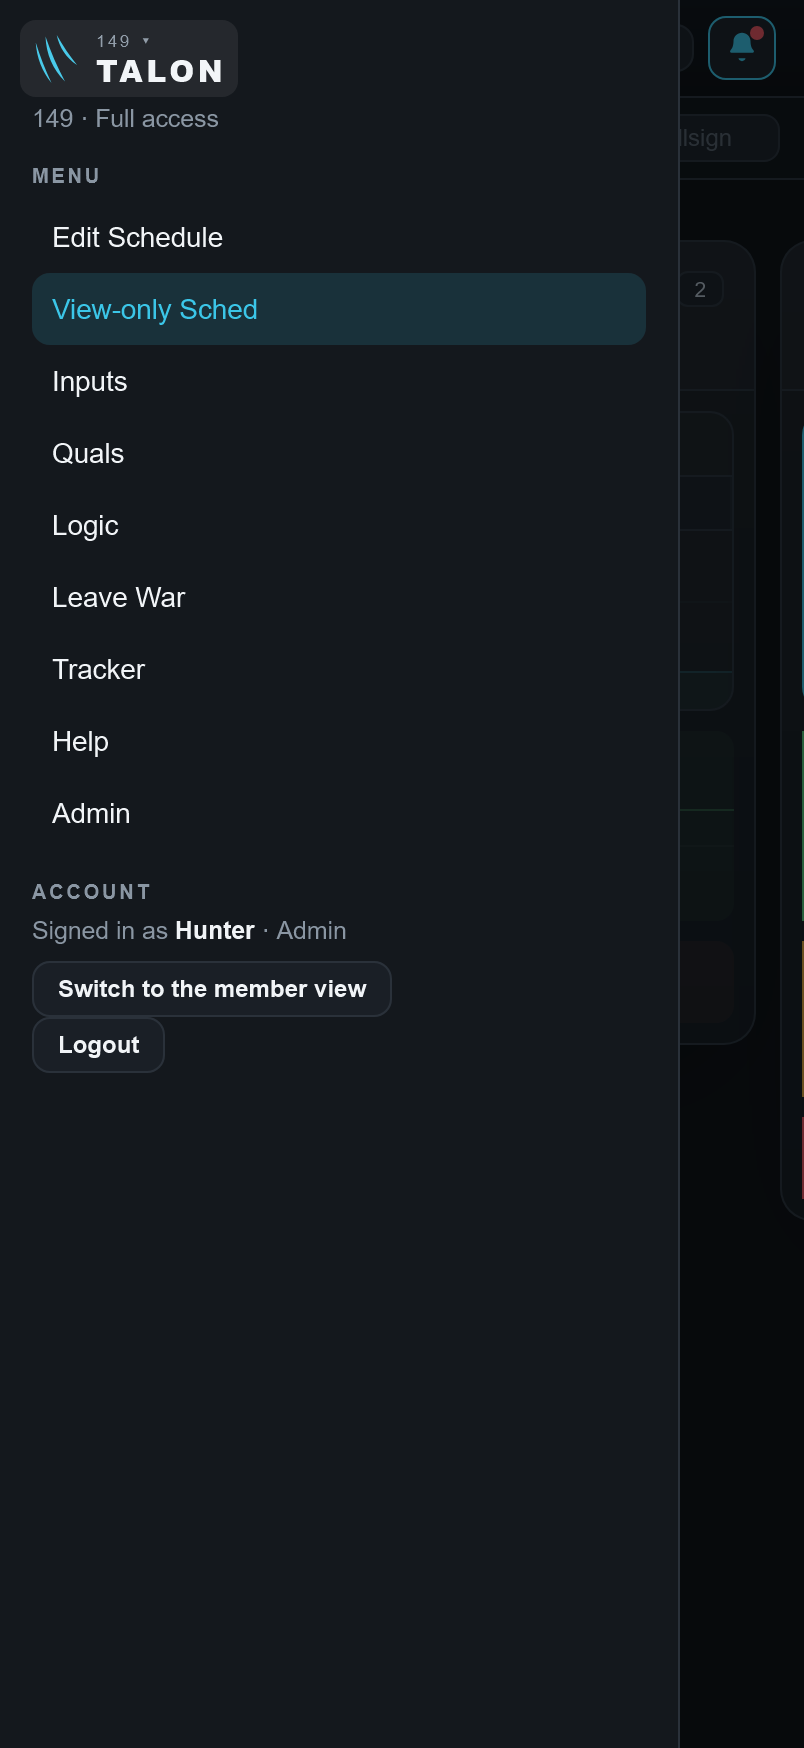 149 ▾
TALON
149 · Full access
MENU
Edit Schedule
View-only Sched
Inputs
Quals
Logic
Leave War
Tracker
Help
Admin
ACCOUNT
Signed in as Hunter · Admin
Switch to the member view
Logout
llsign
2